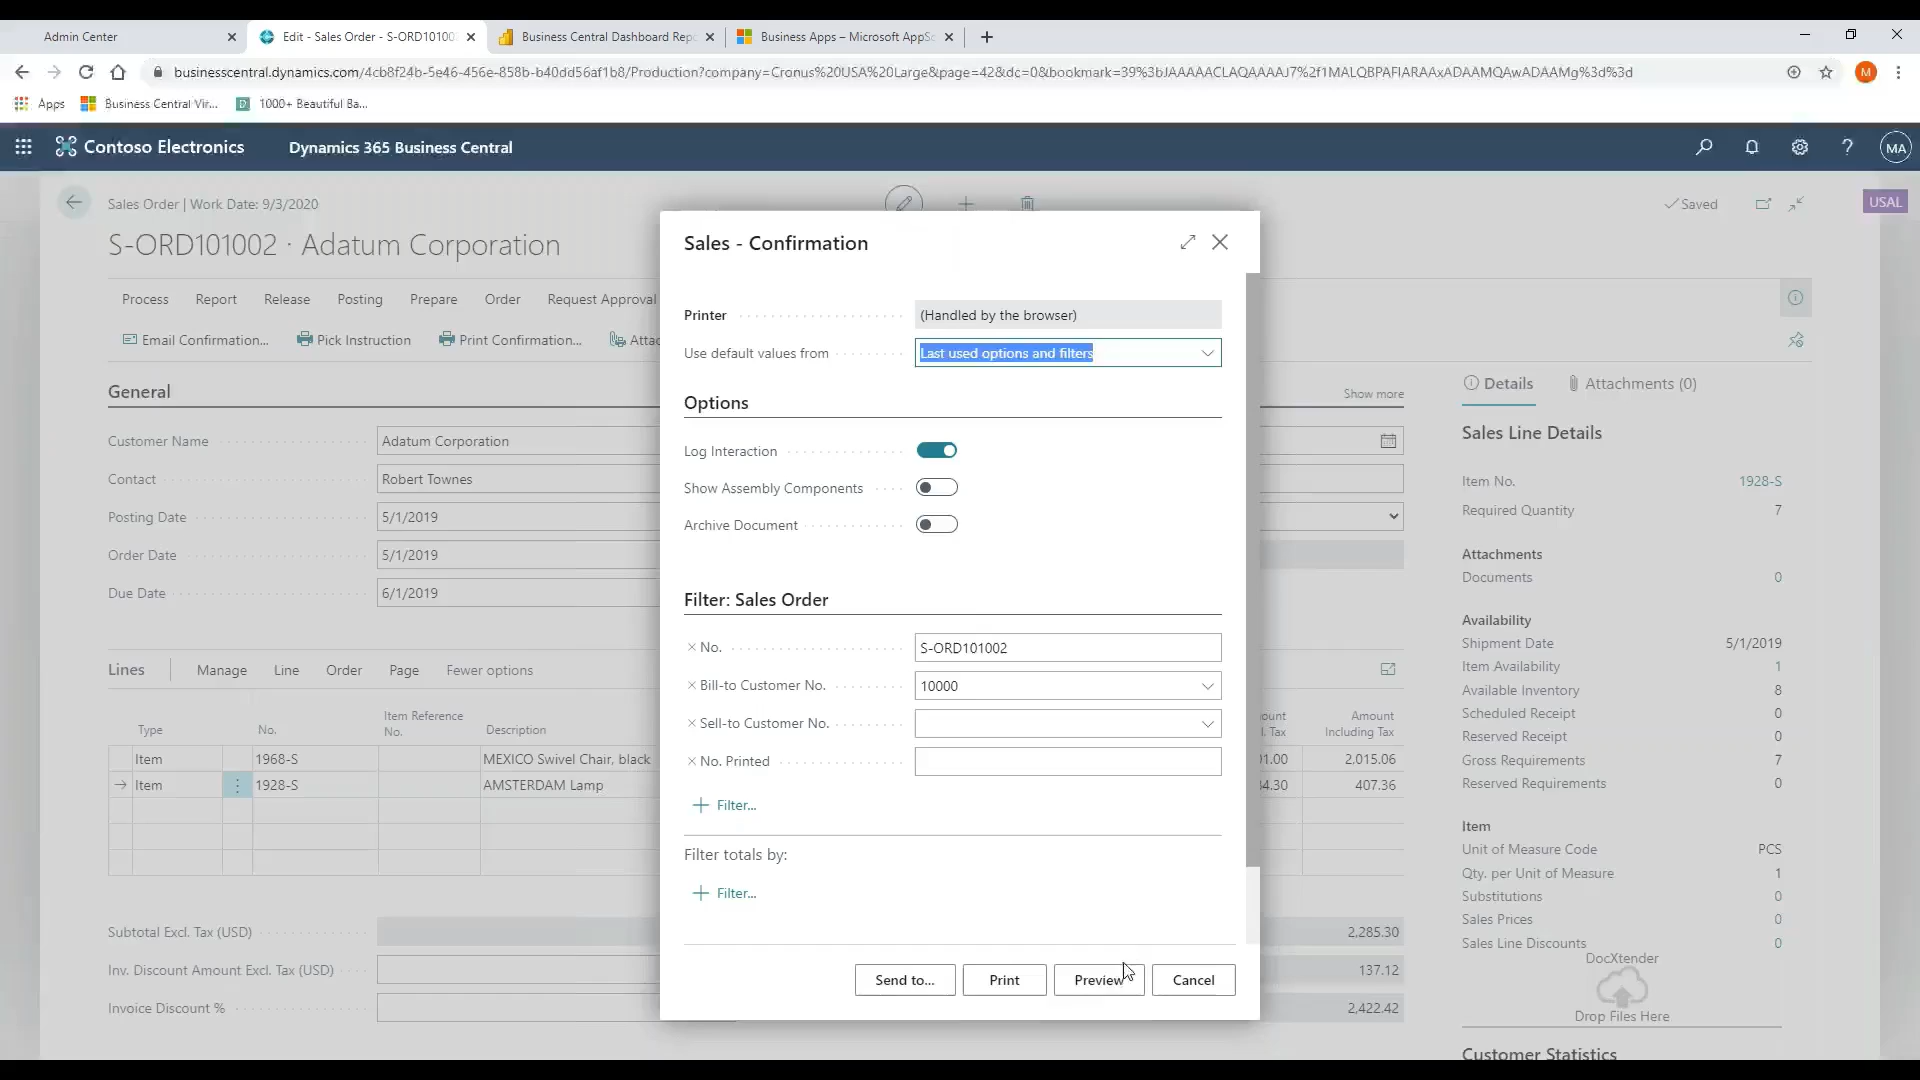 Admin Center
Edit - Sales Order - S-ORD10100
Business Central Dashboard Rep
Business Apps – Microsoft AppSo
businesscentral.dynamics.com/4cb8f24b-5e46-456e-858b-b40dd56af1b8/Production?company=Cronus%20USA%20Large&page=42&dc=0&bookmark=39%3bJAAAAACLAQAAAAJ7%2f1MALQBPAFIARAAxADAAMQAwADAAMg%3d%3d
M
Apps
Business Central Vir...
D
1000+ Beautiful Ba...
Contoso Electronics
Dynamics 365 Business Central
MA
Sales Order | Work Date: 9/3/2020
Saved
USAL
S-ORD101002 · Adatum Corporation
Process Report Release Posting Prepare Order Request Approval
Email Confirmation... Pick Instruction Print Confirmation... Attac
General
Show more
Customer Name Adatum Corporation
Contact Robert Townes
Posting Date 5/1/2019
Order Date 5/1/2019
Due Date 6/1/2019
Lines Manage Line Order Page Fewer options
Type No. Item Reference No. Description
ount l. Tax Amount Including Tax
Item 1968-S MEXICO Swivel Chair, black 01.00 2,015.06
Item 1928-S AMSTERDAM Lamp 34.30 407.36
Subtotal Excl. Tax (USD) 2,285.30
Inv. Discount Amount Excl. Tax (USD) 137.12
Invoice Discount % 2,422.42
Sales - Confirmation
Printer (Handled by the browser)
Use default values from Last used options and filters
Options
Log Interaction
Show Assembly Components
Archive Document
Filter: Sales Order
× No. S-ORD101002
× Bill-to Customer No. 10000
× Sell-to Customer No.
× No. Printed
+ Filter...
Filter totals by:
+ Filter...
Send to... Print Preview Cancel
Details Attachments (0)
Sales Line Details
Item No. 1928-S
Required Quantity 7
Attachments
Documents 0
Availability
Shipment Date 5/1/2019
Item Availability 1
Available Inventory 8
Scheduled Receipt 0
Reserved Receipt 0
Gross Requirements 7
Reserved Requirements 0
Item
Unit of Measure Code PCS
Qty. per Unit of Measure 1
Substitutions 0
Sales Prices 0
Sales Line Discounts 0
DocXtender
Drop Files Here
Customer Statistics